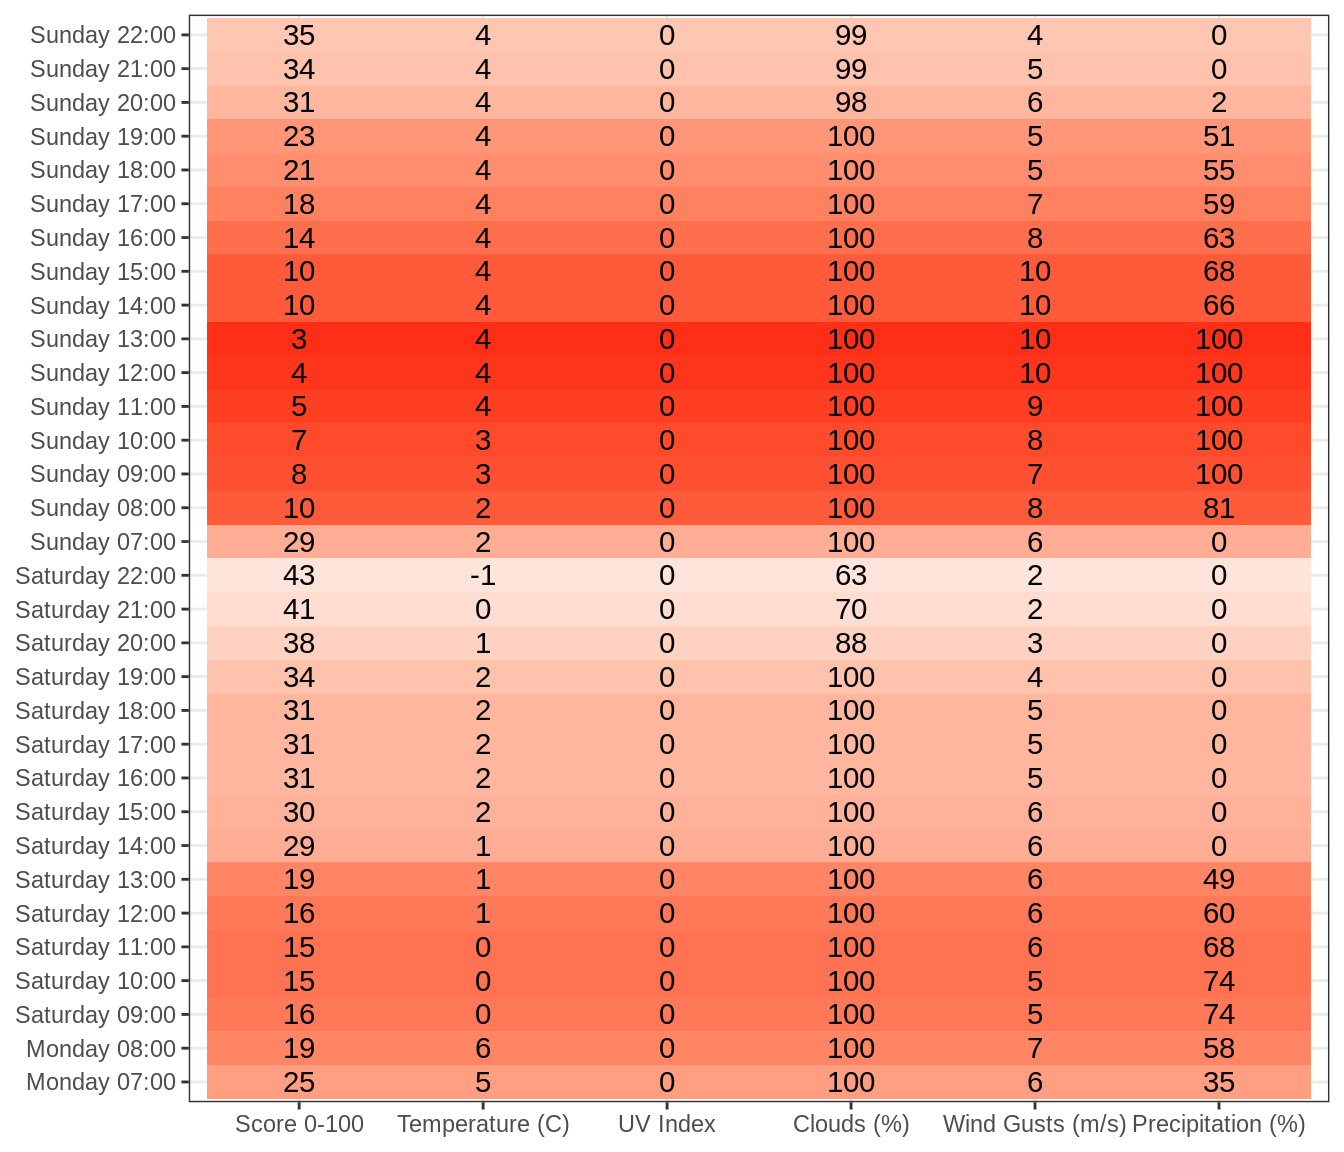 Sunday 22:00 35 4 0 99 4 0
Sunday 21:00 34 4 0 99 5 0
Sunday 20:00 31 4 0 98 6 2
Sunday 19:00 23 4 0 100 5 51
Sunday 18:00 21 4 0 100 5 55
Sunday 17:00 18 4 0 100 7 59
Sunday 16:00 14 4 0 100 8 63
Sunday 15:00 10 4 0 100 10 68
Sunday 14:00 10 4 0 100 10 66
Sunday 13:00 3 4 0 100 10 100
Sunday 12:00 4 4 0 100 10 100
Sunday 11:00 5 4 0 100 9 100
Sunday 10:00 7 3 0 100 8 100
Sunday 09:00 8 3 0 100 7 100
Sunday 08:00 10 2 0 100 8 81
Sunday 07:00 29 2 0 100 6 0
Saturday 22:00 43 -1 0 63 2 0
Saturday 21:00 41 0 0 70 2 0
Saturday 20:00 38 1 0 88 3 0
Saturday 19:00 34 2 0 100 4 0
Saturday 18:00 31 2 0 100 5 0
Saturday 17:00 31 2 0 100 5 0
Saturday 16:00 31 2 0 100 5 0
Saturday 15:00 30 2 0 100 6 0
Saturday 14:00 29 1 0 100 6 0
Saturday 13:00 19 1 0 100 6 49
Saturday 12:00 16 1 0 100 6 60
Saturday 11:00 15 0 0 100 6 68
Saturday 10:00 15 0 0 100 5 74
Saturday 09:00 16 0 0 100 5 74
Monday 08:00 19 6 0 100 7 58
Monday 07:00 25 5 0 100 6 35
Score 0-100 Temperature (C) UV Index Clouds (%) Wind Gusts (m/s) Precipitation (%)